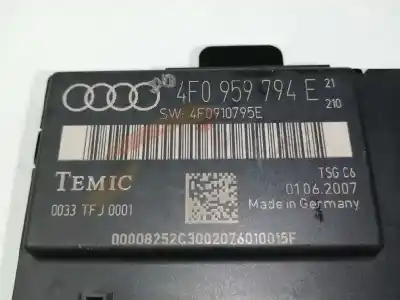 4F0 959 794 E 21
210
SW: 4F0910795E
TEMIC
TSG C6
01.06.2007
0033 TFJ 0001
Made in Germany
00008252C3002076010015F